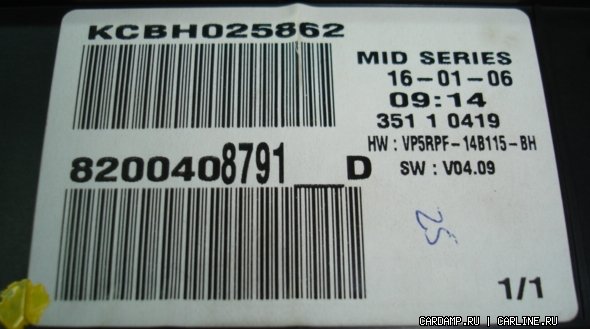 KCBH025862
MID SERIES
16-01-06
09:14
351 1 0419
HW : VP5RPF-14B115-BH
8200408791___D
SW : V04.09
25
1/1
CARDAMP.RU | CARLINE.RU